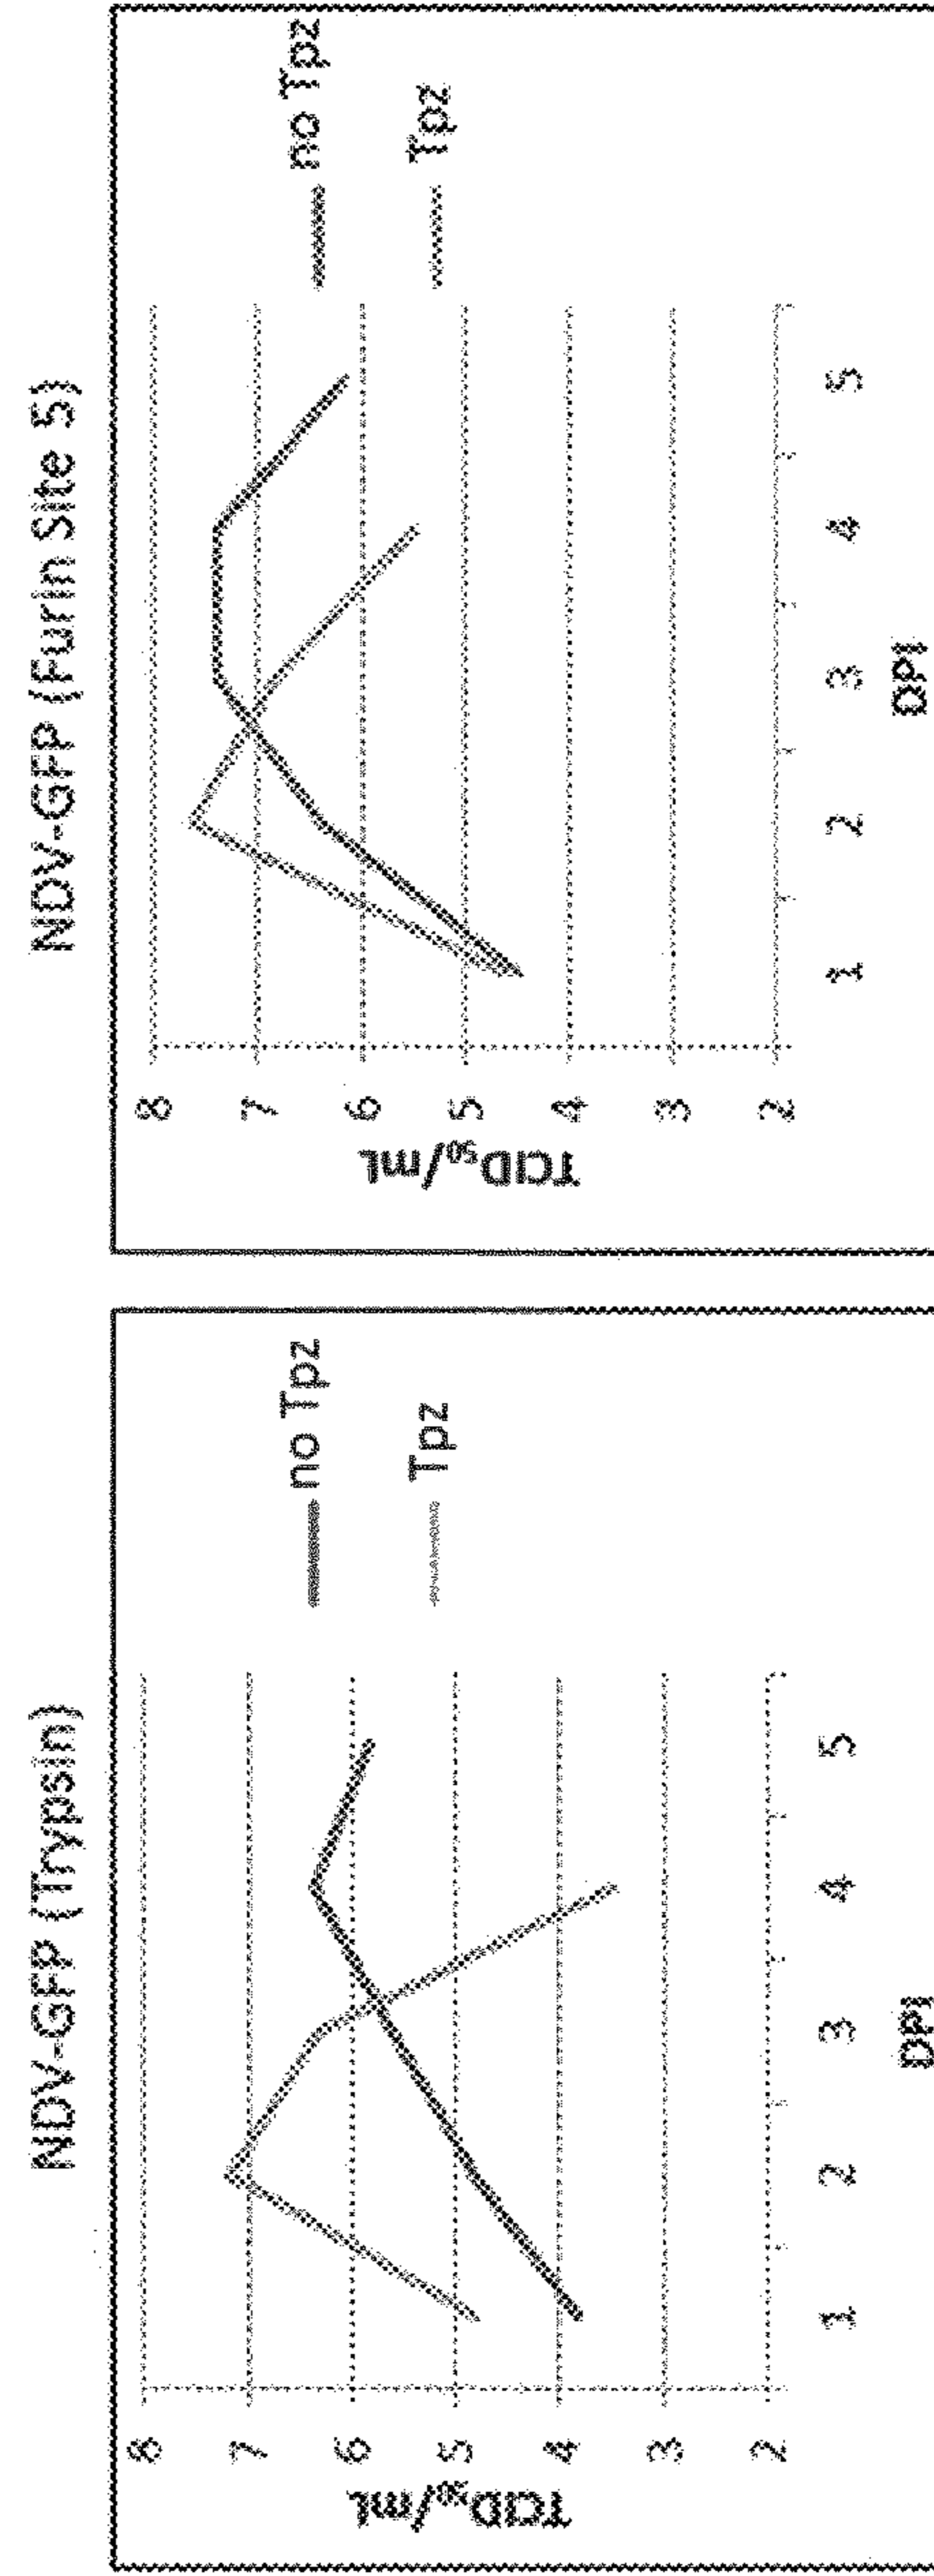 NDV-GFP (Trypsin)
8
7
6
5
4
3
2
TCID50/mL
1 2 3 4 5
DPI
no Tpz
Tpz
NDV-GFP (Furin Site 5)
8
7
6
5
4
3
2
TCID50/mL
1 2 3 4 5
DPI
no Tpz
Tpz